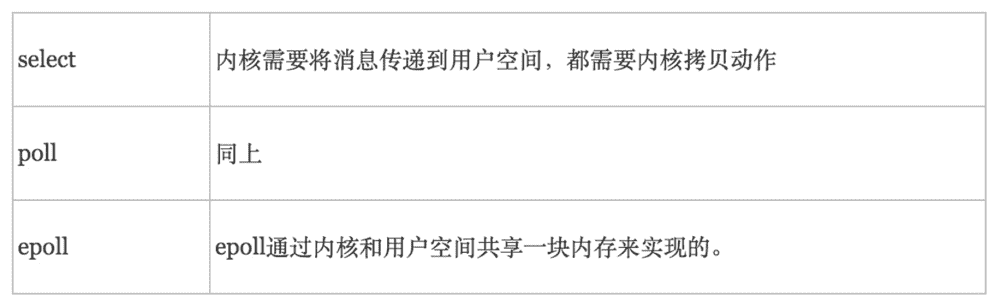 select 内核需要将消息传递到用户空间，都需要内核拷贝动作
poll 同上
epoll epoll通过内核和用户空间共享一块内存来实现的。